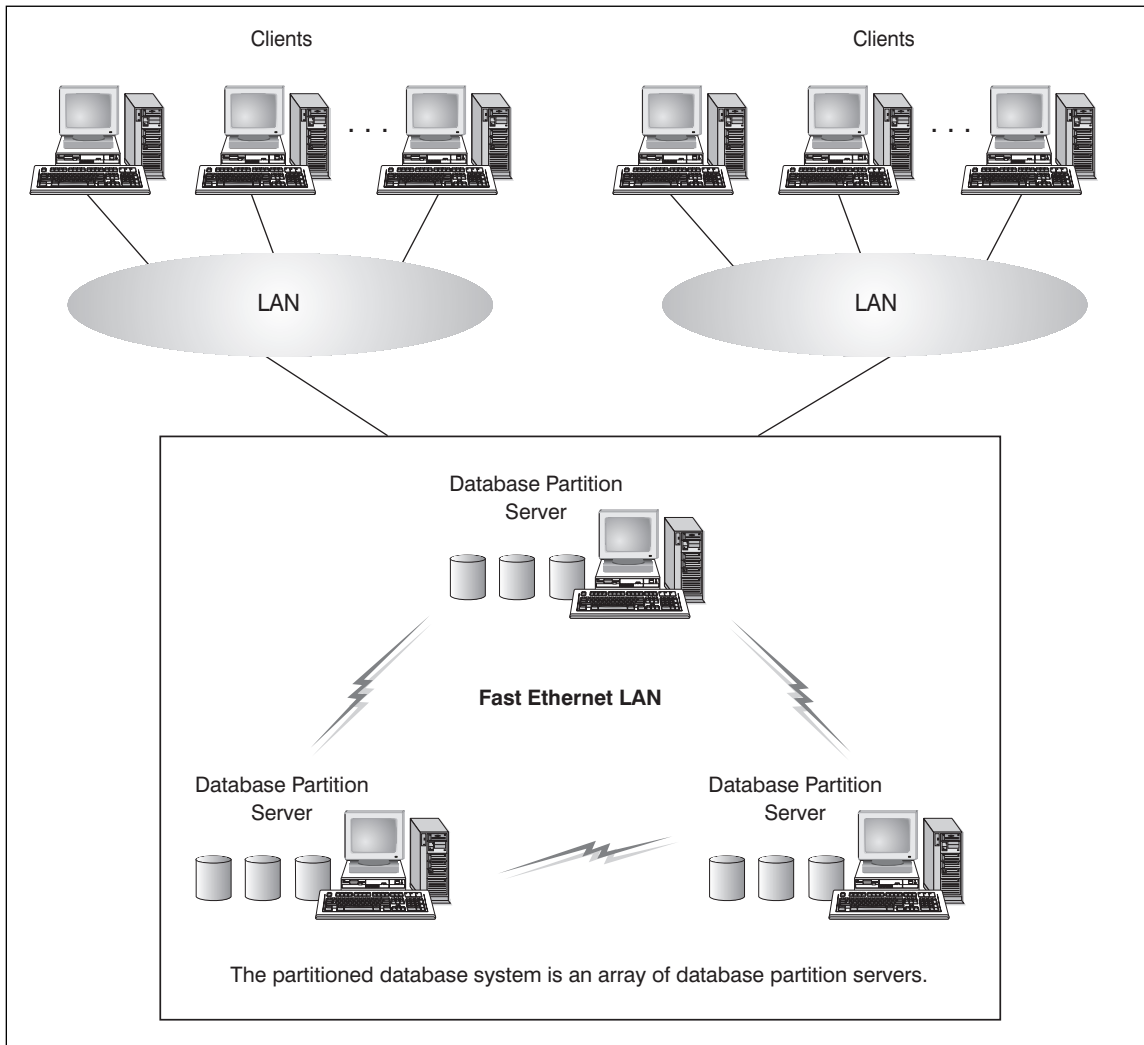 Clients
Clients
. . .
. . .
LAN
LAN
Database Partition
Server
Fast Ethernet LAN
Database Partition
Server
Database Partition
Server
The partitioned database system is an array of database partition servers.